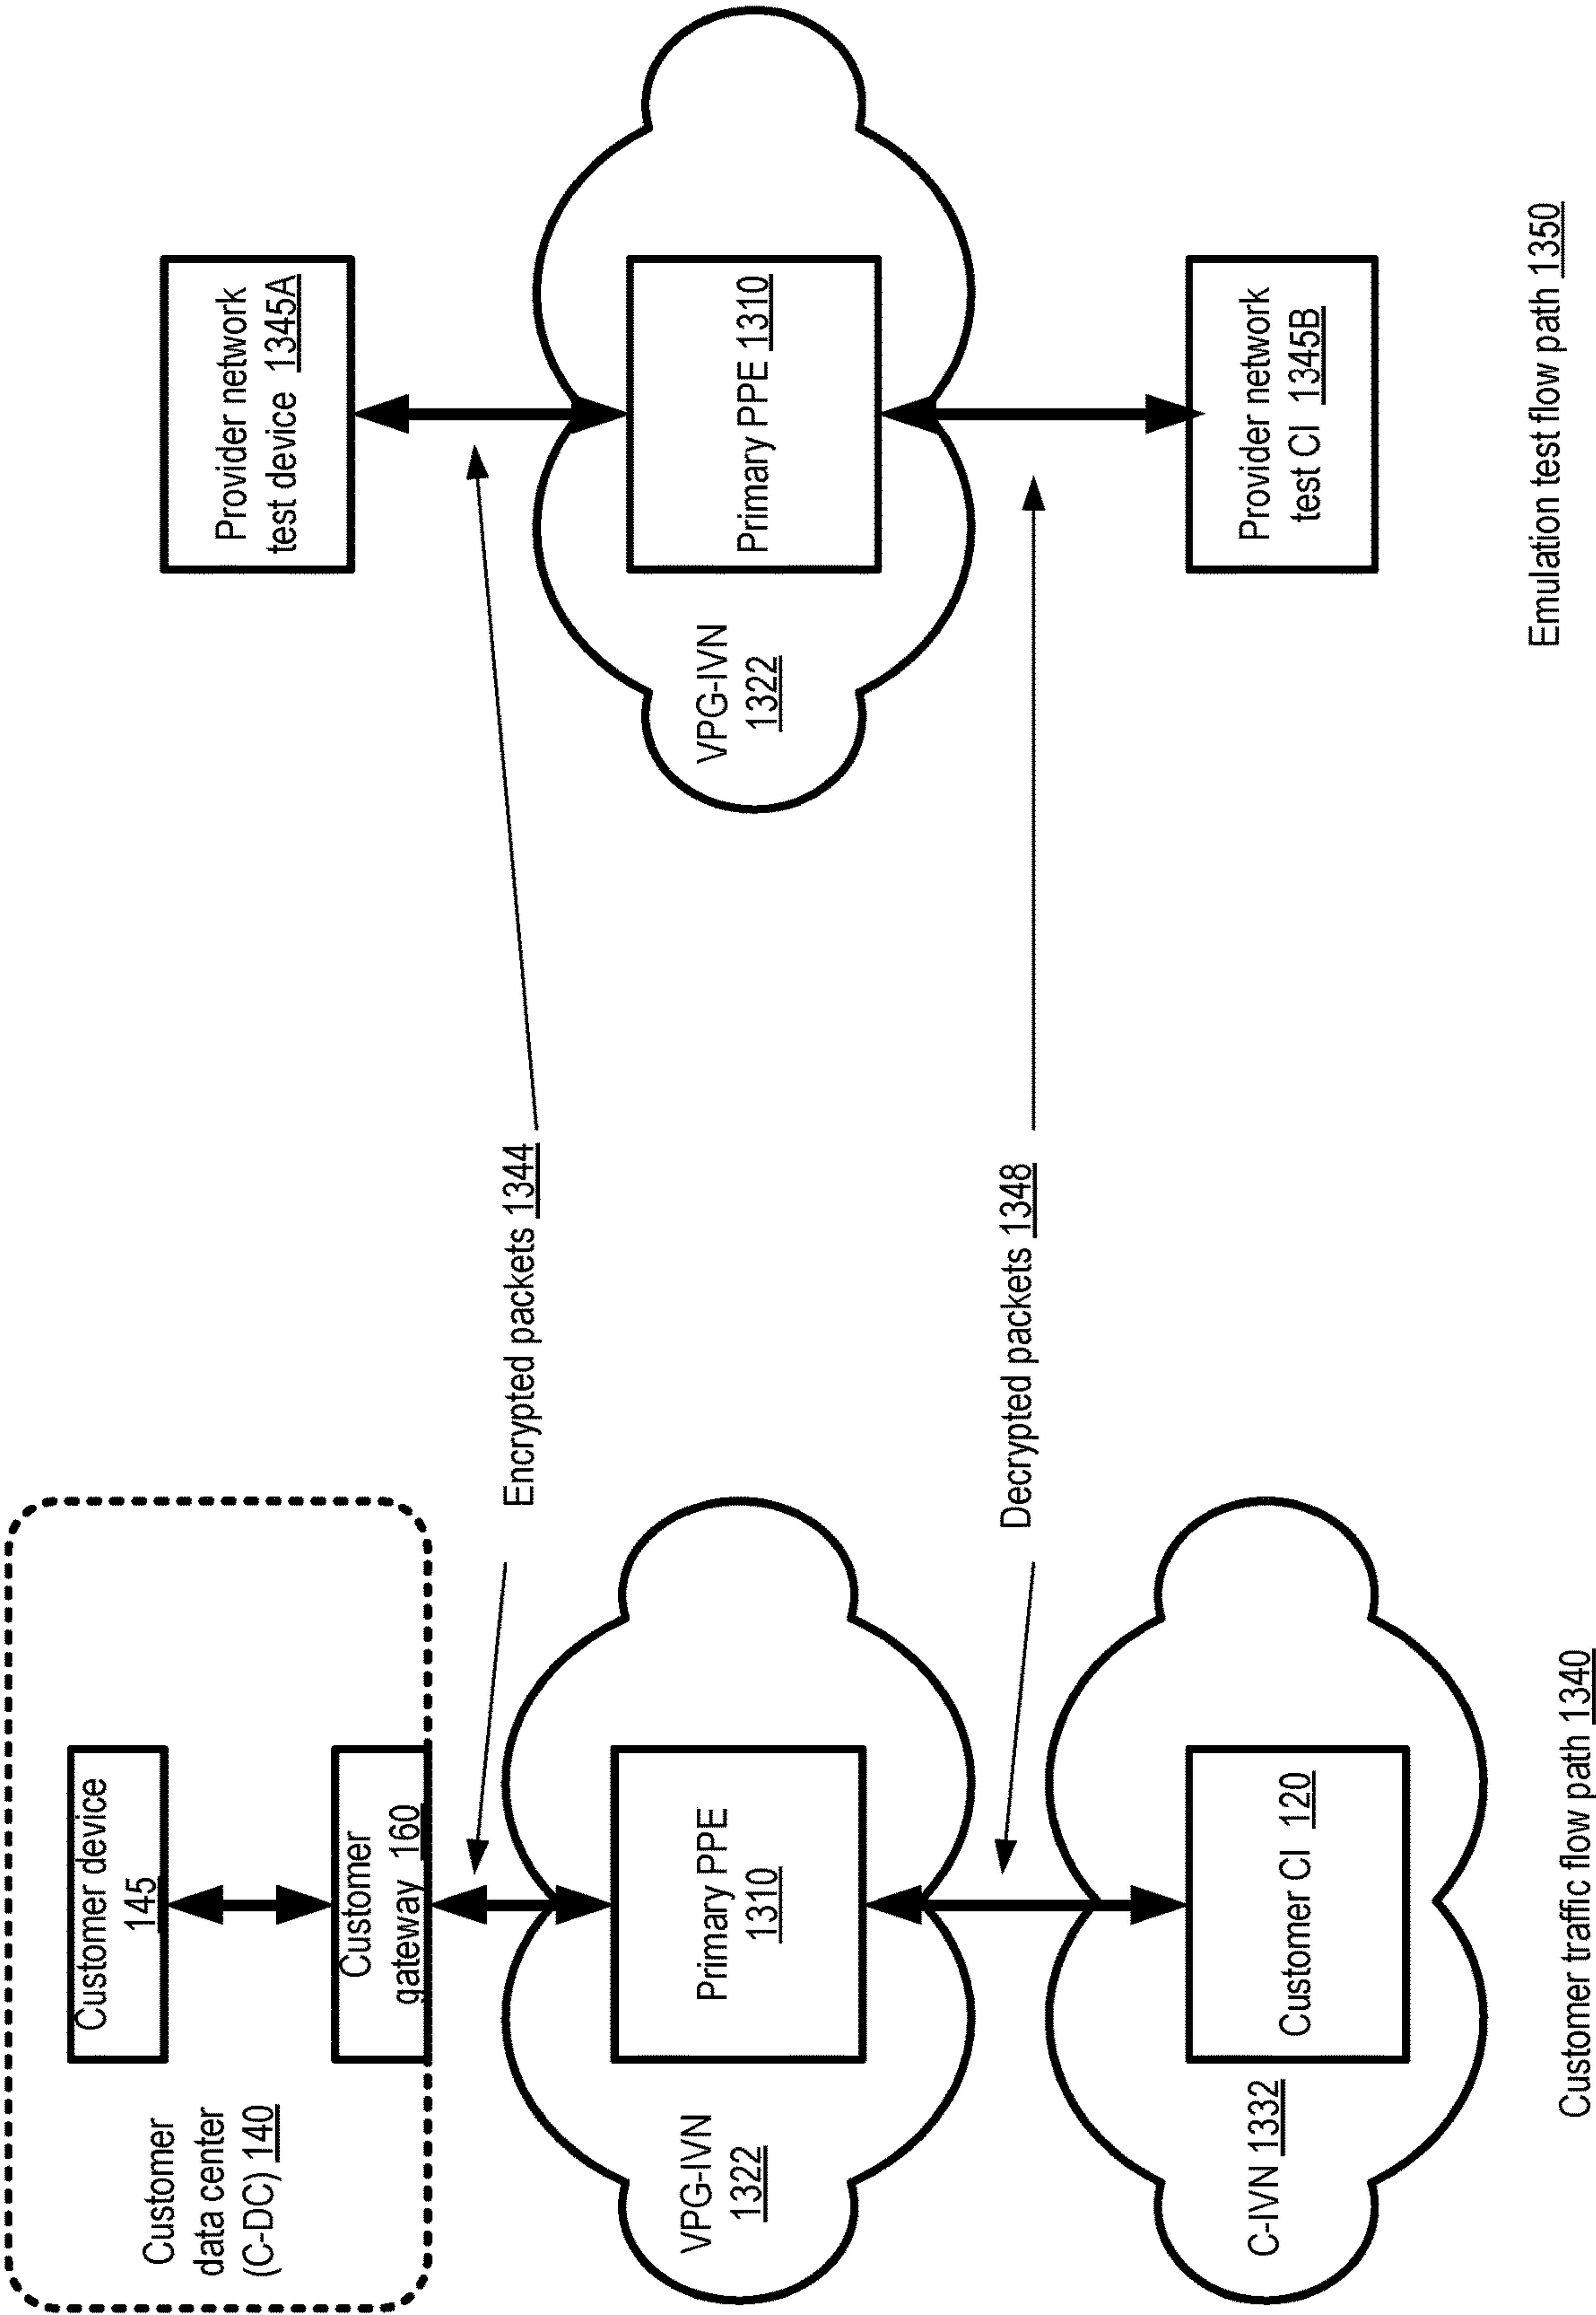 Customer device
145
Customer
data center
(C-DC) 140
Customer
gateway 160
Encrypted packets 1344
VPG-IVN
1322
Primary PPE
1310
Decrypted packets 1348
C-IVN 1332
Customer CI 120
Customer traffic flow path 1340
Provider network
test device 1345A
VPG-IVN
1322
Primary PPE 1310
Provider network
test CI 1345B
Emulation test flow path 1350